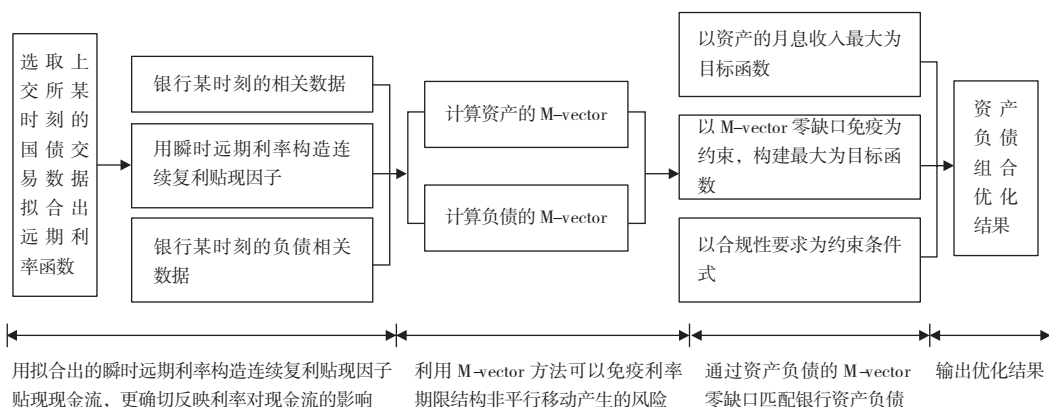 选取上
交所某
时刻的
国债交
易数据
拟合出
远期利
率函数
银行某时刻的相关数据
用瞬时远期利率构造连
续复利贴现因子
银行某时刻的负债相关
数据
计算资产的 M–vector
计算负债的 M–vector
以资产的月息收入最大为
目标函数
以 M–vector 零缺口免疫为
约束，构建最大为目标函
数
以合规性要求为约束条件
式
资产
负债
组合
优化
结果
用拟合出的瞬时远期利率构造连续复利贴现因子
贴现现金流，更确切反映利率对现金流的影响
利用 M–vector 方法可以免疫利率
期限结构非平行移动产生的风险
通过资产负债的 M–vector
零缺口匹配银行资产负债
输出优化结果